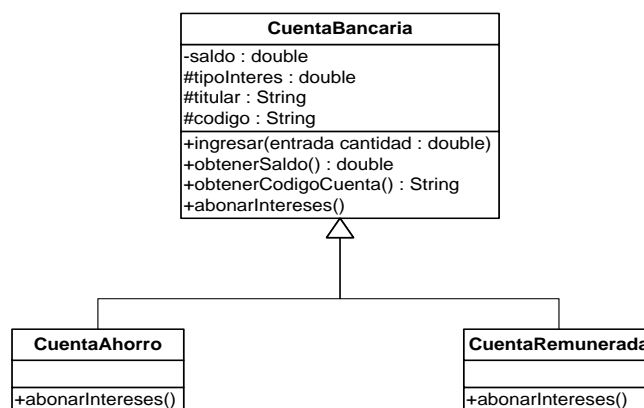 CuentaBancaria
-saldo : double
#tipoInteres : double
#titular : String
#codigo : String
+ingresar(entrada cantidad : double)
+obtenerSaldo() : double
+obtenerCodigoCuenta() : String
+abonarIntereses()
CuentaAhorro
+abonarIntereses()
CuentaRemunerada
+abonarIntereses()